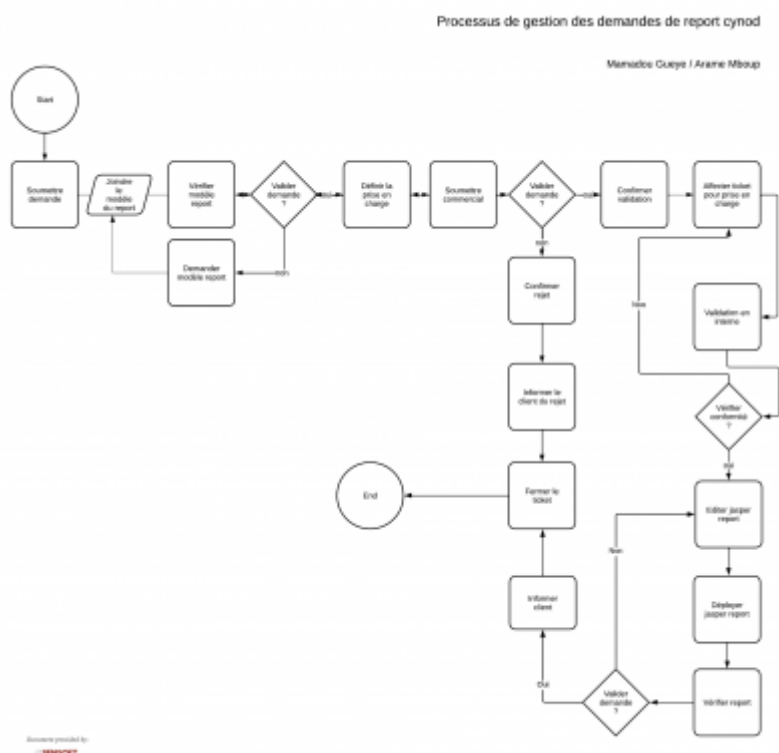 Processus de gestion des demandes de report cynod
Mamadou Gueye / Arame Mboup
Start
Soumettre
demande
Joindre
le
modèle
du report
Vérifier
modèle
report
Valider
demande
?
oui
Définir la
prise en
charge
Soumettre
commercial
Valider
demande
?
oui
Confirmer
validation
Affecter ticket
pour prise en
charge
Demander
modèle report
non
non
Confirmer
rejet
Non
Validation en
interne
Informer le
client du rejet
Vérifier
conformité
?
oui
End
Fermer le
ticket
Editer jasper
report
Non
Informer
client
Déployer
jasper report
Oui
Valider
demande
?
Vérifier report
Document provided by: